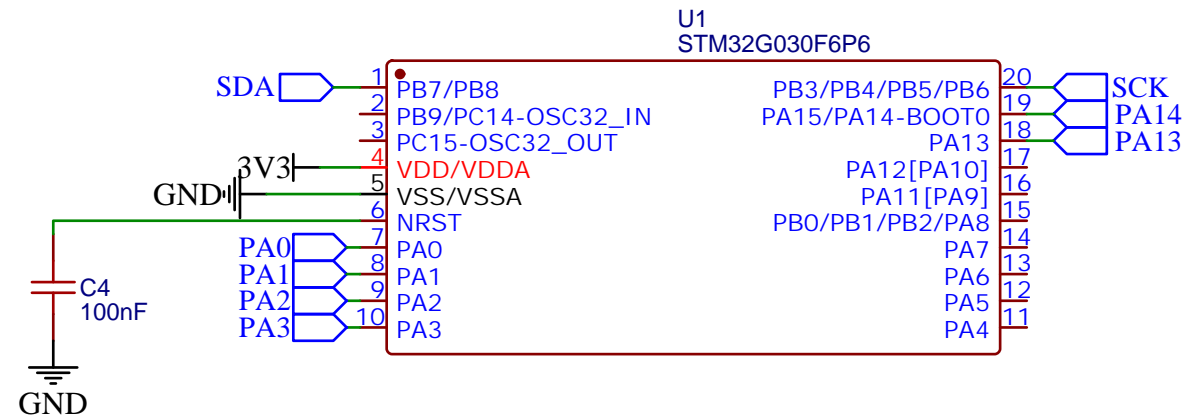 U1
STM32G030F6P6
SDA 1 PB7/PB8 PB3/PB4/PB5/PB6 20 SCK
2 PB9/PC14-OSC32_IN PA15/PA14-BOOT0 19 PA14
3 PC15-OSC32_OUT PA13 18 PA13
3V3 4 VDD/VDDA PA12[PA10] 17
GND 5 VSS/VSSA PA11[PA9] 16
6 NRST PB0/PB1/PB2/PA8 15
PA0 7 PA0 PA7 14
PA1 8 PA1 PA6 13
PA2 9 PA2 PA5 12
PA3 10 PA3 PA4 11
C4
100nF
GND